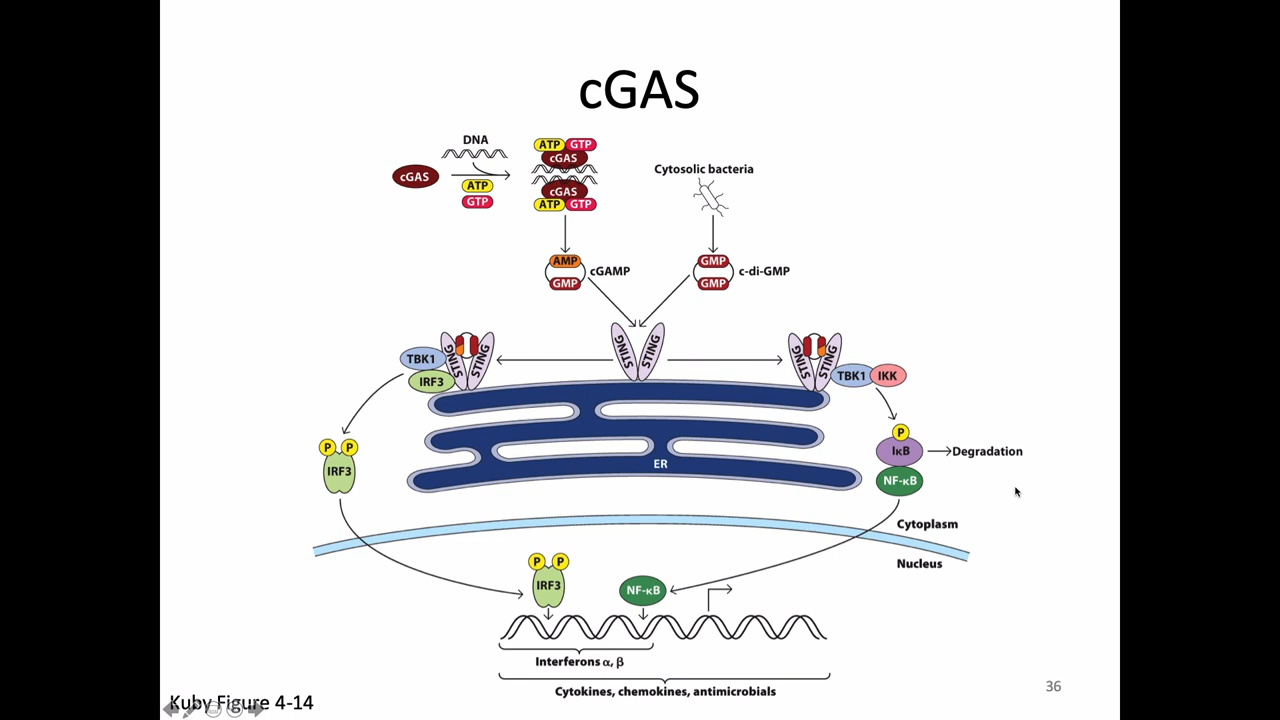 cGAS
DNA
cGAS
ATP
GTP
ATP GTP
cGAS
cGAS
ATP GTP
Cytosolic bacteria
AMP
GMP
cGAMP
GMP
GMP
c-di-GMP
TBK1
IRF3
STING
STING
STING
STING
STING
STING
TBK1
IKK
P P
IRF3
ER
P
IκB
Degradation
NF-κB
Cytoplasm
Nucleus
P P
IRF3
NF-κB
Interferons α, β
Cytokines, chemokines, antimicrobials
Kuby Figure 4-14
36